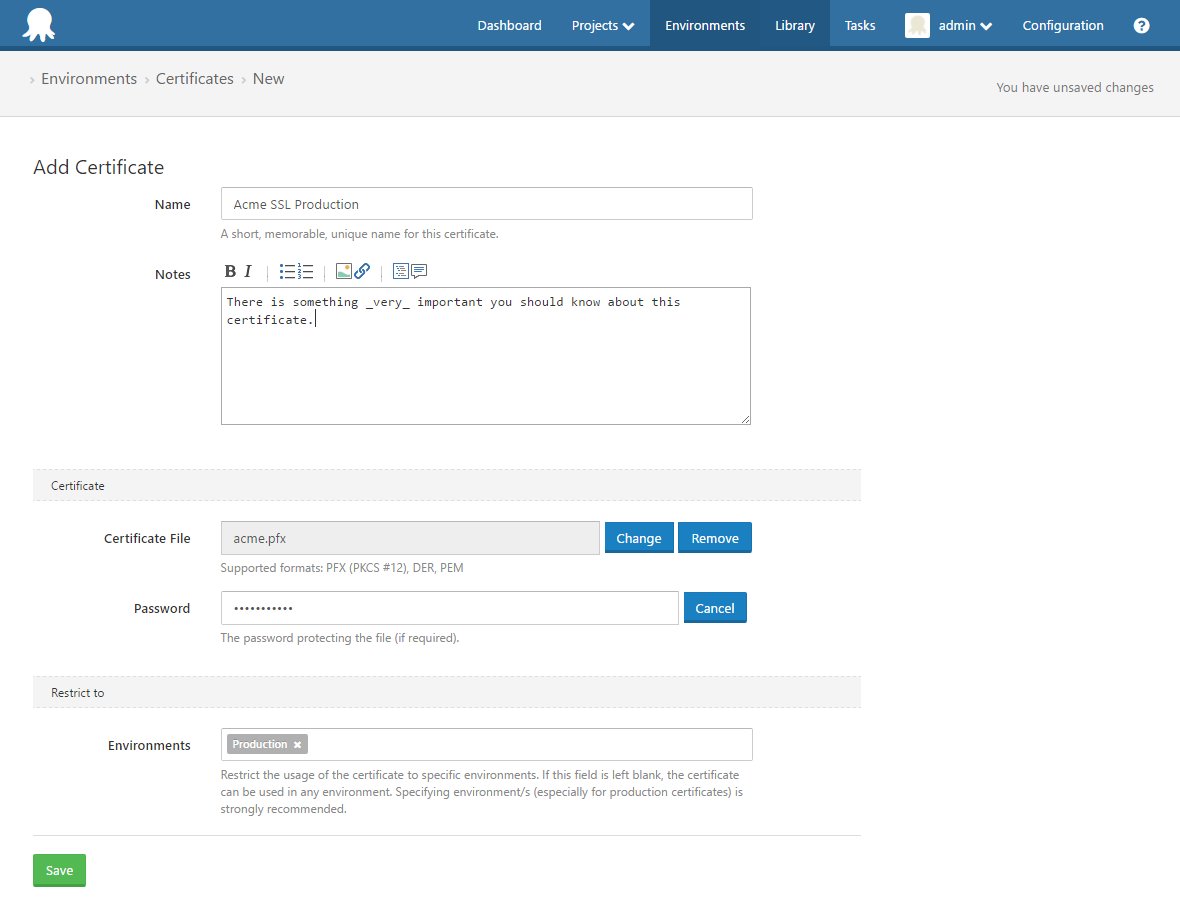 Dashboard Projects Environments Library Tasks admin Configuration ?
› Environments › Certificates › New
You have unsaved changes
Add Certificate
Name
Acme SSL Production
A short, memorable, unique name for this certificate.
Notes
B I
There is something _very_ important you should know about this
certificate.
Certificate
Certificate File
acme.pfx
Change
Remove
Supported formats: PFX (PKCS #12), DER, PEM
Password
•••••••••••
Cancel
The password protecting the file (if required).
Restrict to
Environments
Production ×
Restrict the usage of the certificate to specific environments. If this field is left blank, the certificate
can be used in any environment. Specifying environment/s (especially for production certificates) is
strongly recommended.
Save